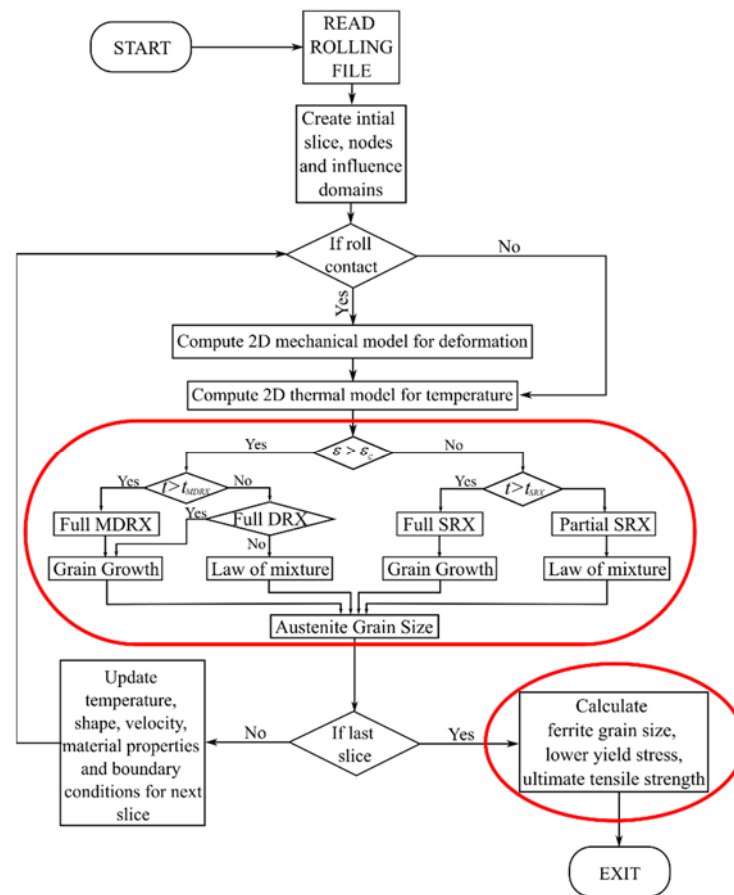 START
READ
ROLLING
FILE
Create intial
slice, nodes
and influence
domains
If roll
contact
No
Yes
Compute 2D mechanical model for deformation
Compute 2D thermal model for temperature
Yes
ε > ε_c
No
Yes
t>t_MDRX
No
Yes
t>t_SRX
Full MDRX
Yes
Full DRX
Full SRX
Partial SRX
No
Grain Growth
Law of mixture
Grain Growth
Law of mixture
Austenite Grain Size
Update
temperature,
shape, velocity,
material properties
and boundary
conditions for next
slice
No
If last
slice
Yes
Calculate
ferrite grain size,
lower yield stress,
ultimate tensile strength
EXIT